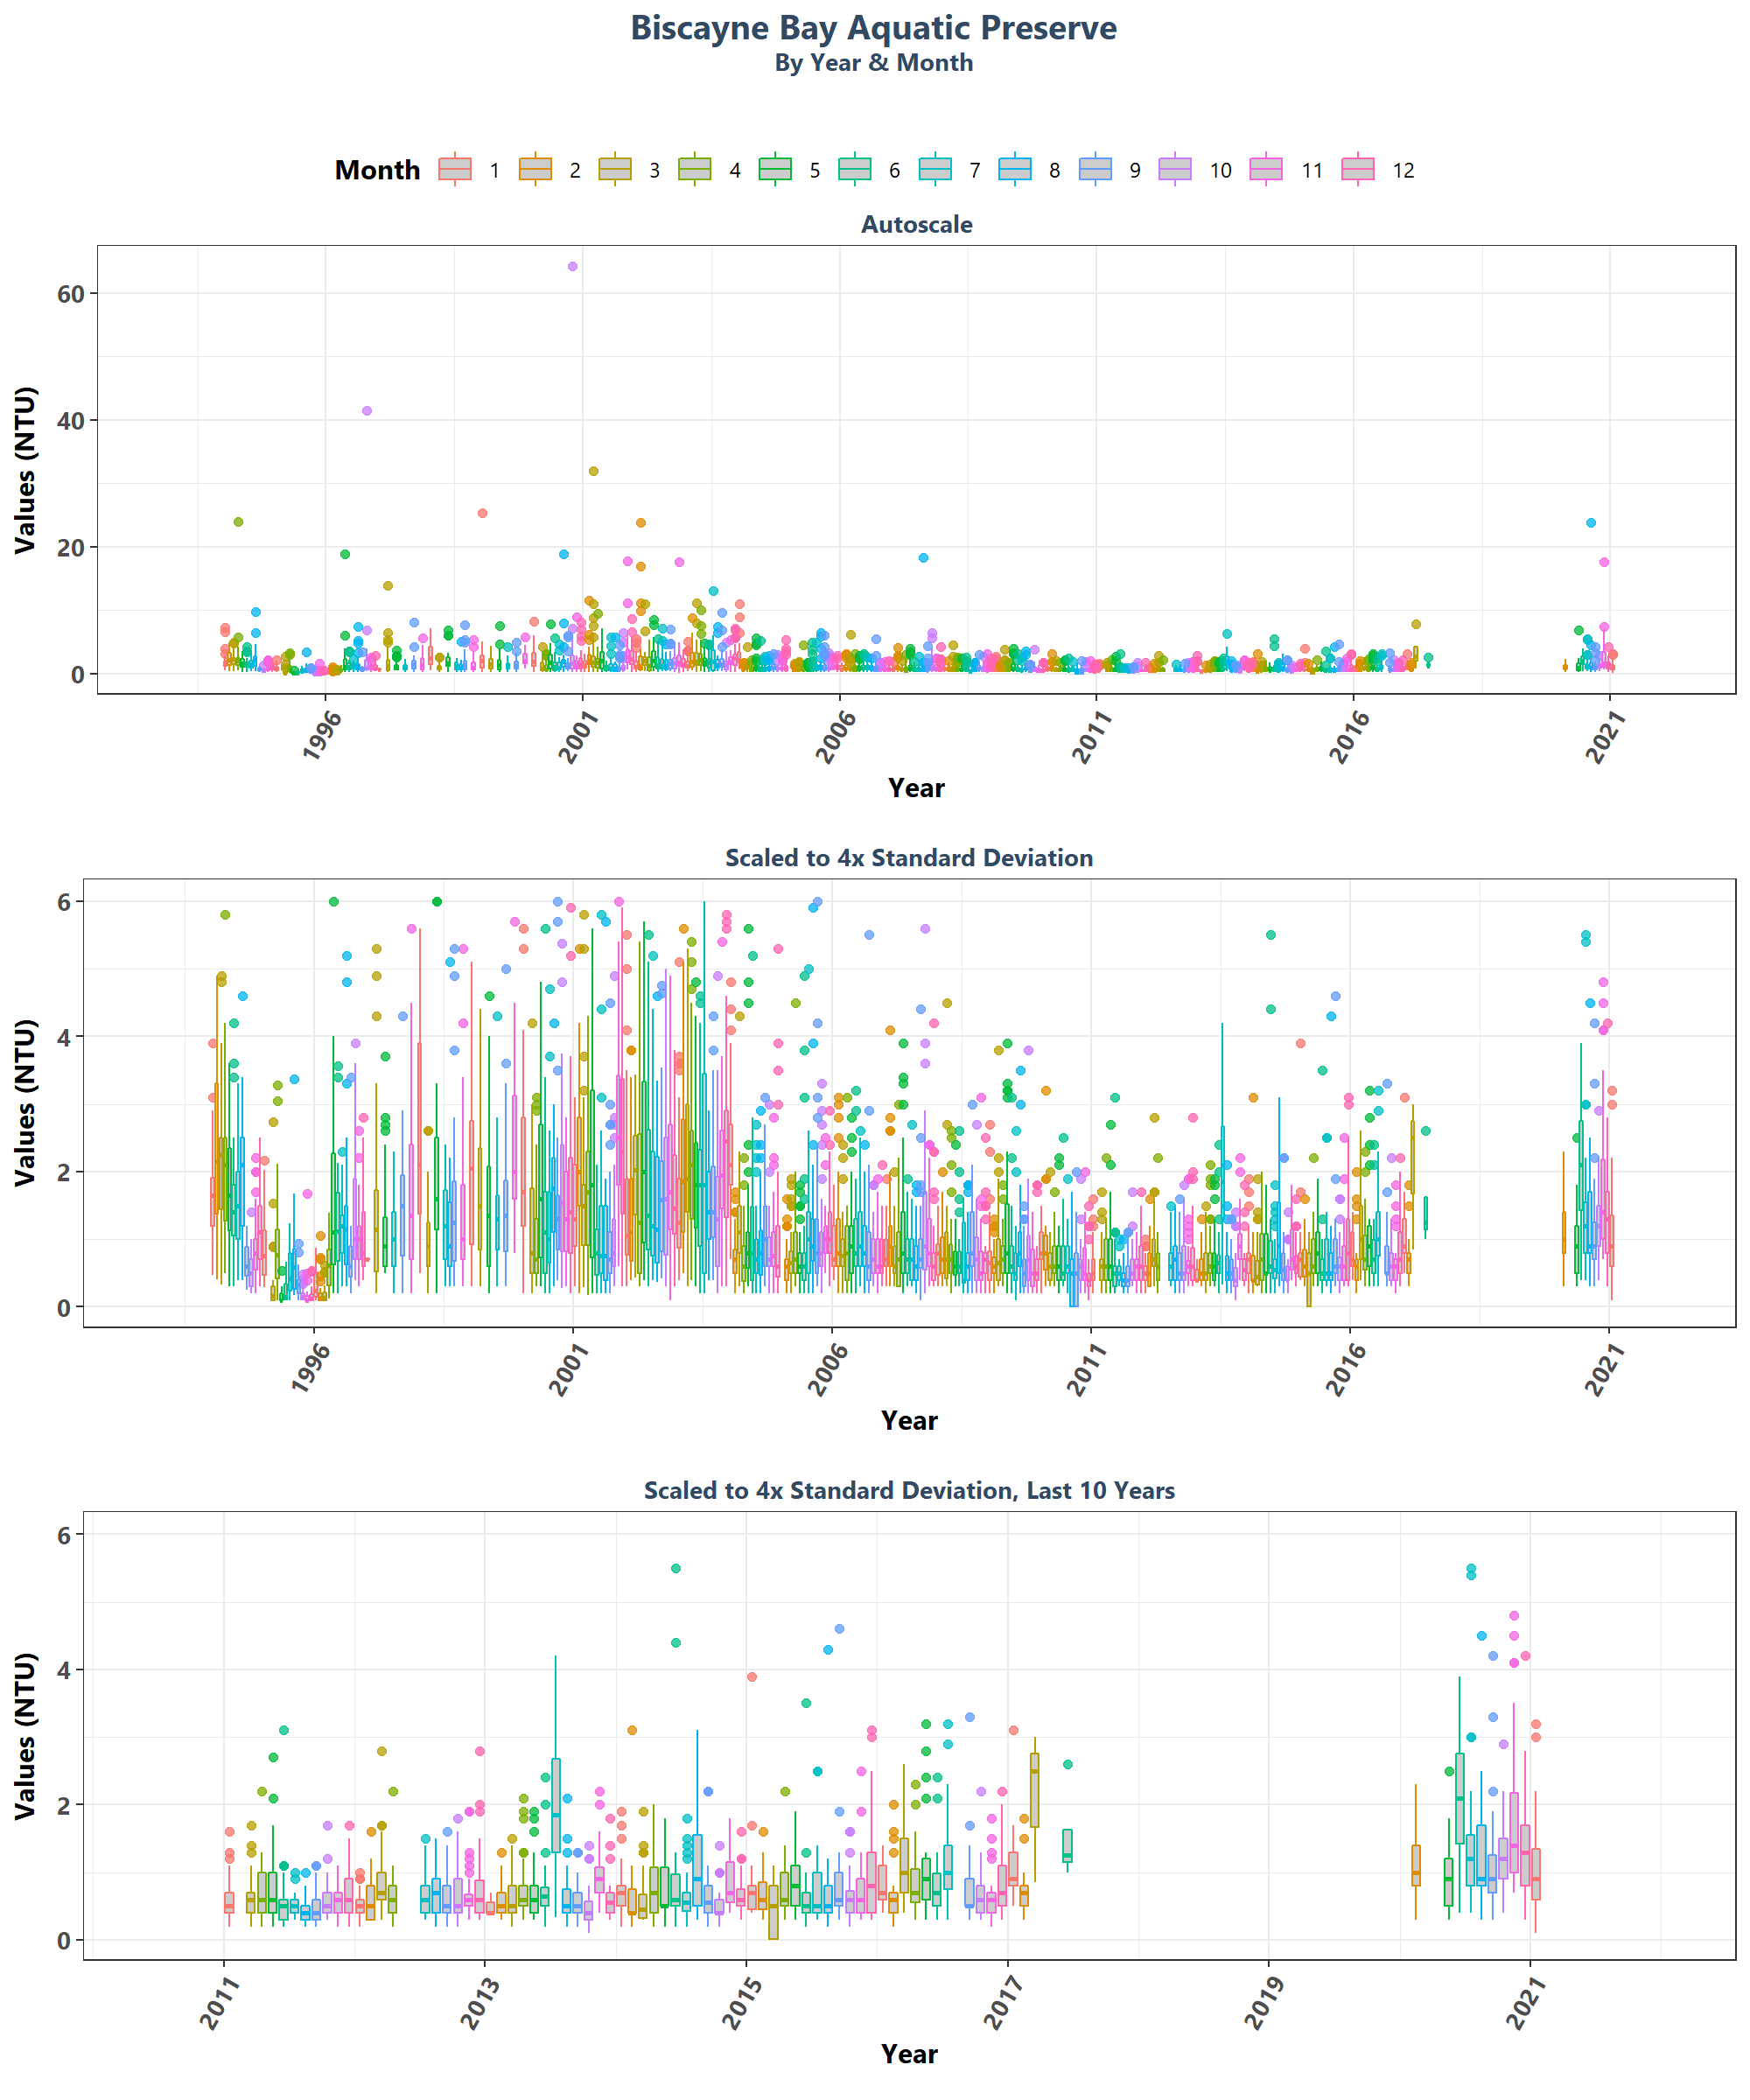 Biscayne Bay Aquatic Preserve
By Year & Month
Month 1 2 3 4 5 6 7 8 9 10 11 12
Autoscale
Values (NTU)
60
40
20
0
1996 2001 2006 2011 2016 2021
Year
Scaled to 4x Standard Deviation
Values (NTU)
6
4
2
0
1996 2001 2006 2011 2016 2021
Year
Scaled to 4x Standard Deviation, Last 10 Years
Values (NTU)
6
4
2
0
2011 2013 2015 2017 2019 2021
Year